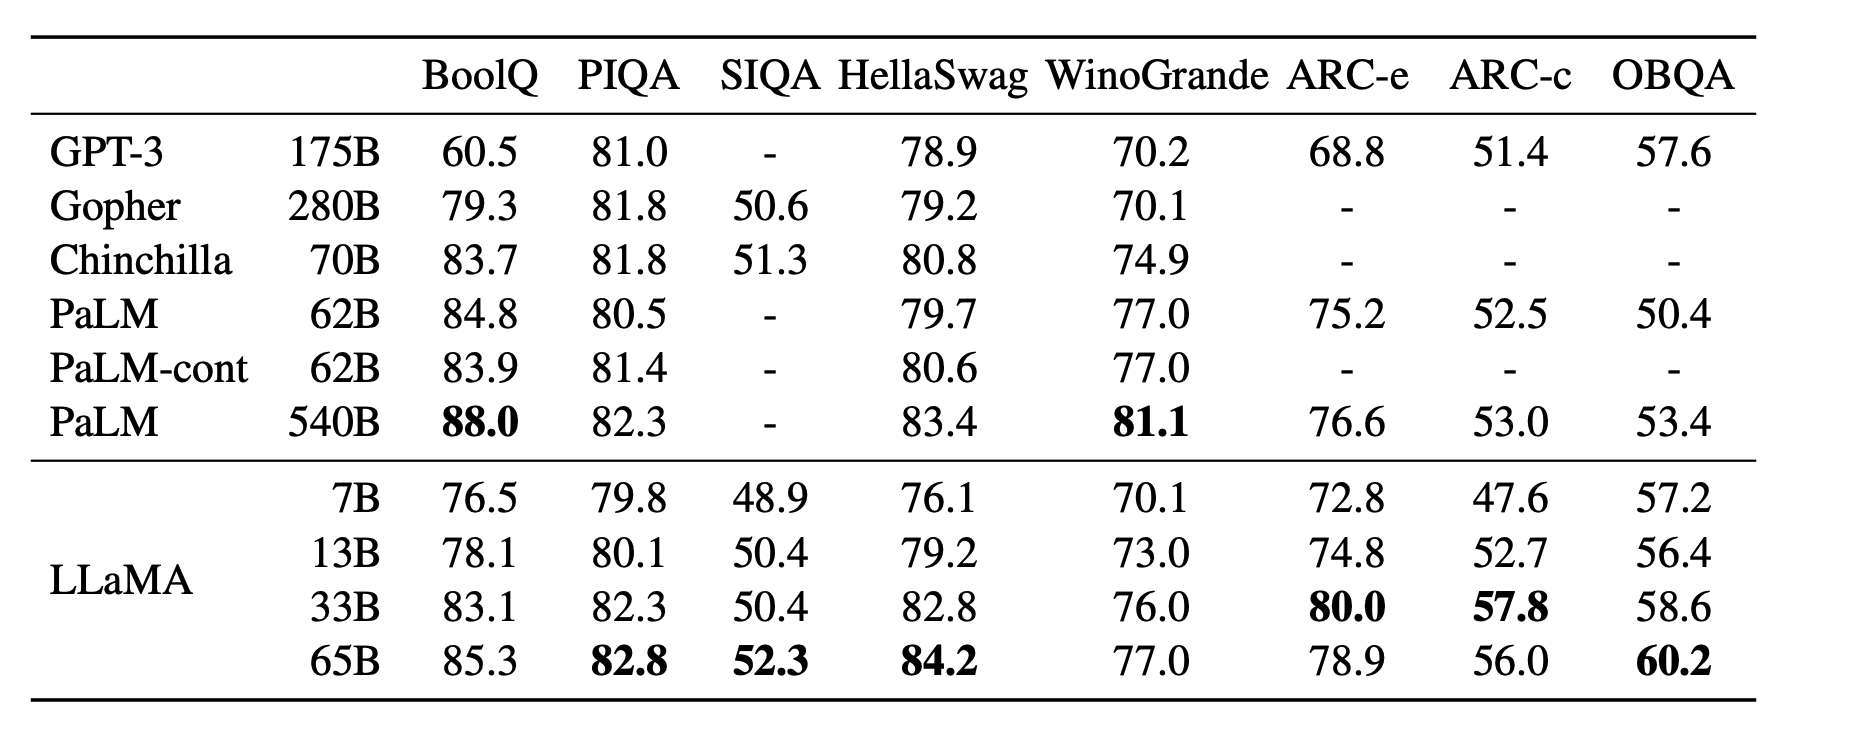 BoolQ PIQA SIQA HellaSwag WinoGrande ARC-e ARC-c OBQA
GPT-3 175B 60.5 81.0 - 78.9 70.2 68.8 51.4 57.6
Gopher 280B 79.3 81.8 50.6 79.2 70.1 - - -
Chinchilla 70B 83.7 81.8 51.3 80.8 74.9 - - -
PaLM 62B 84.8 80.5 - 79.7 77.0 75.2 52.5 50.4
PaLM-cont 62B 83.9 81.4 - 80.6 77.0 - - -
PaLM 540B 88.0 82.3 - 83.4 81.1 76.6 53.0 53.4
7B 76.5 79.8 48.9 76.1 70.1 72.8 47.6 57.2
13B 78.1 80.1 50.4 79.2 73.0 74.8 52.7 56.4
LLaMA
33B 83.1 82.3 50.4 82.8 76.0 80.0 57.8 58.6
65B 85.3 82.8 52.3 84.2 77.0 78.9 56.0 60.2